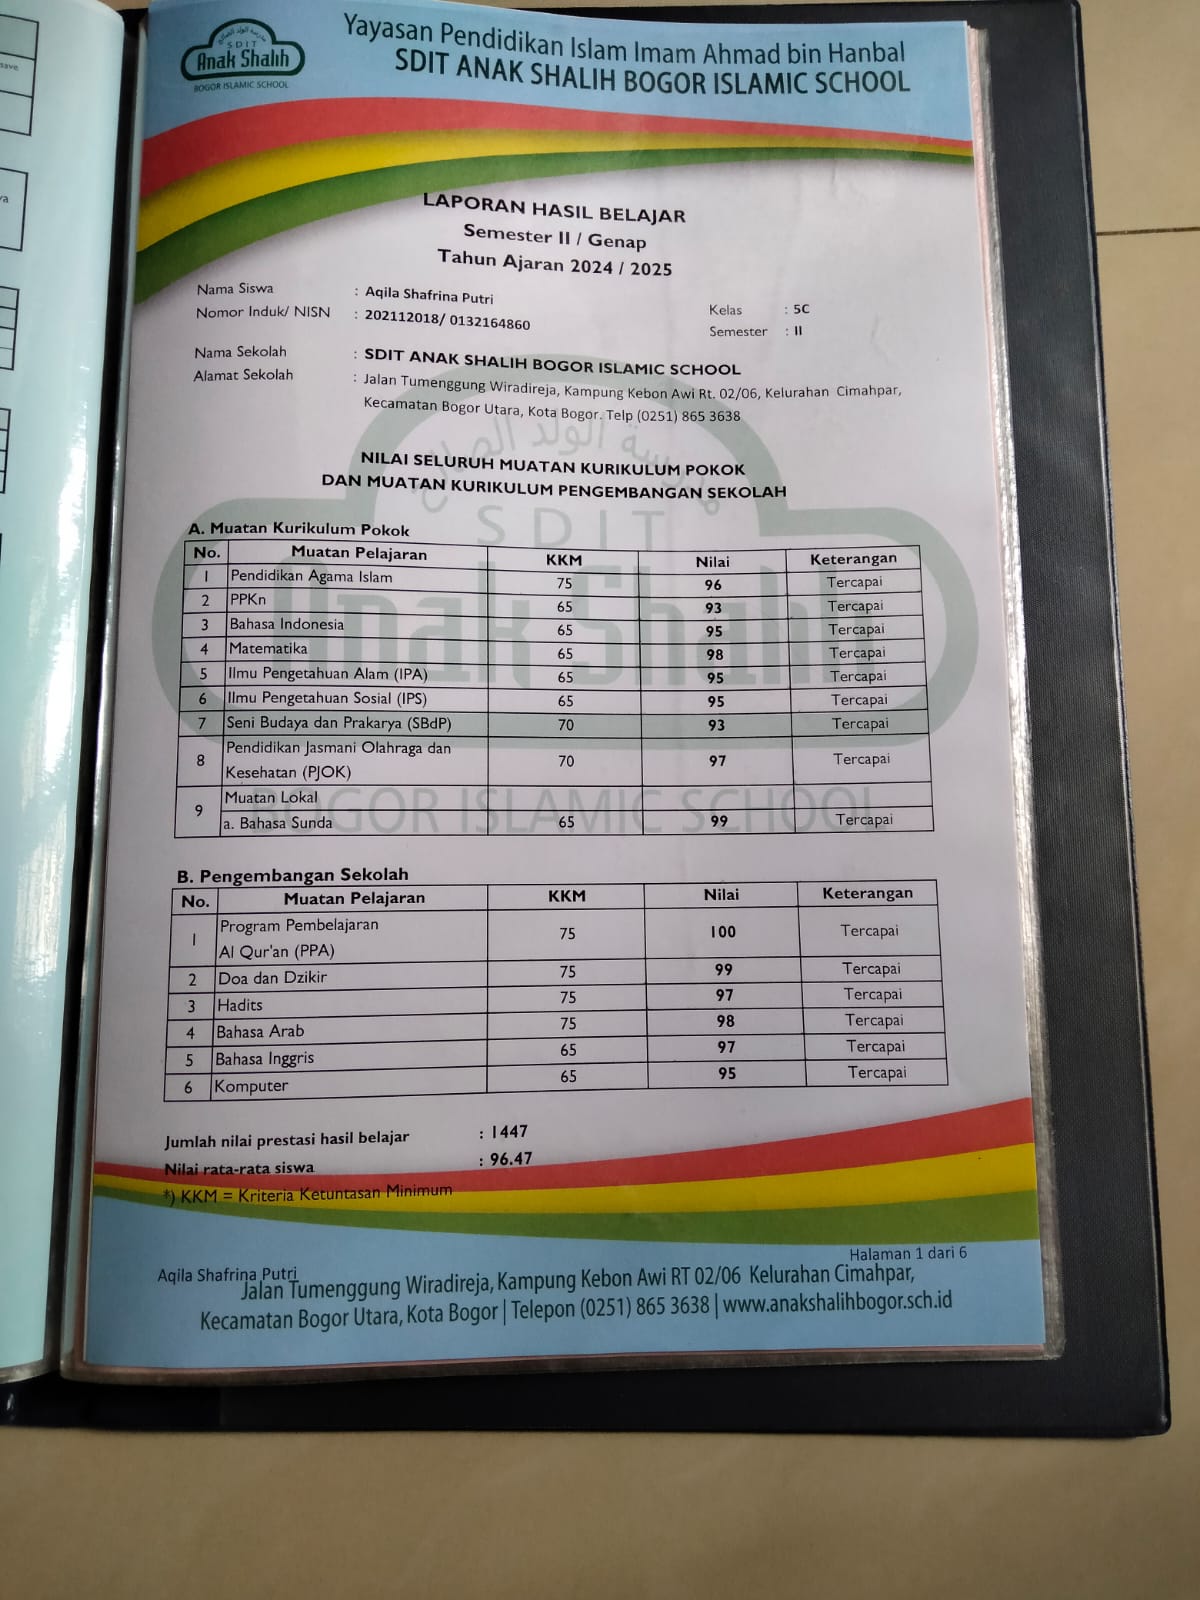 مدرسة الولد الصالح
SDIT
Anak Shalih
BOGOR ISLAMIC SCHOOL
Yayasan Pendidikan Islam Imam Ahmad bin Hanbal
SDIT ANAK SHALIH BOGOR ISLAMIC SCHOOL
LAPORAN HASIL BELAJAR
Semester II / Genap
Tahun Ajaran 2024 / 2025
Nama Siswa : Aqila Shafrina Putri
Nomor Induk/ NISN : 202112018/ 0132164860
Kelas : 5C
Semester : II
Nama Sekolah : SDIT ANAK SHALIH BOGOR ISLAMIC SCHOOL
Alamat Sekolah : Jalan Tumenggung Wiradireja, Kampung Kebon Awi Rt. 02/06, Kelurahan Cimahpar,
Kecamatan Bogor Utara, Kota Bogor. Telp (0251) 865 3638
مدرسة الولد الصالح
SDIT
Anak Shalih
BOGOR ISLAMIC SCHOOL
NILAI SELURUH MUATAN KURIKULUM POKOK
DAN MUATAN KURIKULUM PENGEMBANGAN SEKOLAH
A. Muatan Kurikulum Pokok
No. Muatan Pelajaran KKM Nilai Keterangan
1 Pendidikan Agama Islam 75 96 Tercapai
2 PPKn 65 93 Tercapai
3 Bahasa Indonesia 65 95 Tercapai
4 Matematika 65 98 Tercapai
5 Ilmu Pengetahuan Alam (IPA) 65 95 Tercapai
6 Ilmu Pengetahuan Sosial (IPS) 65 95 Tercapai
7 Seni Budaya dan Prakarya (SBdP) 70 93 Tercapai
8 Pendidikan Jasmani Olahraga dan
Kesehatan (PJOK) 70 97 Tercapai
9 Muatan Lokal
a. Bahasa Sunda 65 99 Tercapai
B. Pengembangan Sekolah
No. Muatan Pelajaran KKM Nilai Keterangan
1 Program Pembelajaran
Al Qur'an (PPA) 75 100 Tercapai
2 Doa dan Dzikir 75 99 Tercapai
3 Hadits 75 97 Tercapai
4 Bahasa Arab 75 98 Tercapai
5 Bahasa Inggris 65 97 Tercapai
6 Komputer 65 95 Tercapai
Jumlah nilai prestasi hasil belajar : 1447
Nilai rata-rata siswa : 96.47
*) KKM = Kriteria Ketuntasan Minimum
Halaman 1 dari 6
Aqila Shafrina Putri
Jalan Tumenggung Wiradireja, Kampung Kebon Awi RT 02/06 Kelurahan Cimahpar,
Kecamatan Bogor Utara, Kota Bogor | Telepon (0251) 865 3638 | www.anakshalihbogor.sch.id